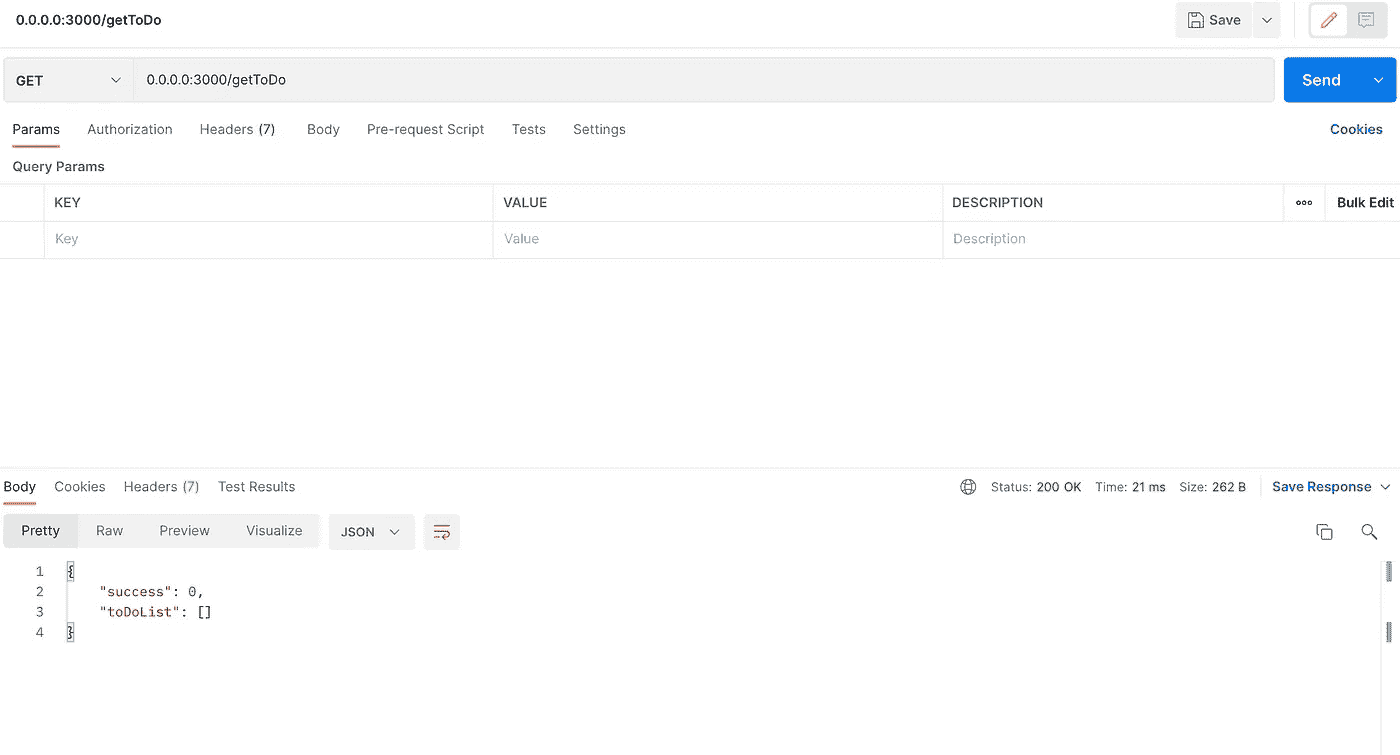 0.0.0.0:3000/getToDo Save
GET 0.0.0.0:3000/getToDo Send
Params Authorization Headers (7) Body Pre-request Script Tests Settings Cookies
Query Params
KEY VALUE DESCRIPTION Bulk Edit
Key Value Description
Body Cookies Headers (7) Test Results Status: 200 OK Time: 21 ms Size: 262 B Save Response
Pretty Raw Preview Visualize JSON
1 {
2 "success": 0,
3 "toDoList": []
4 }